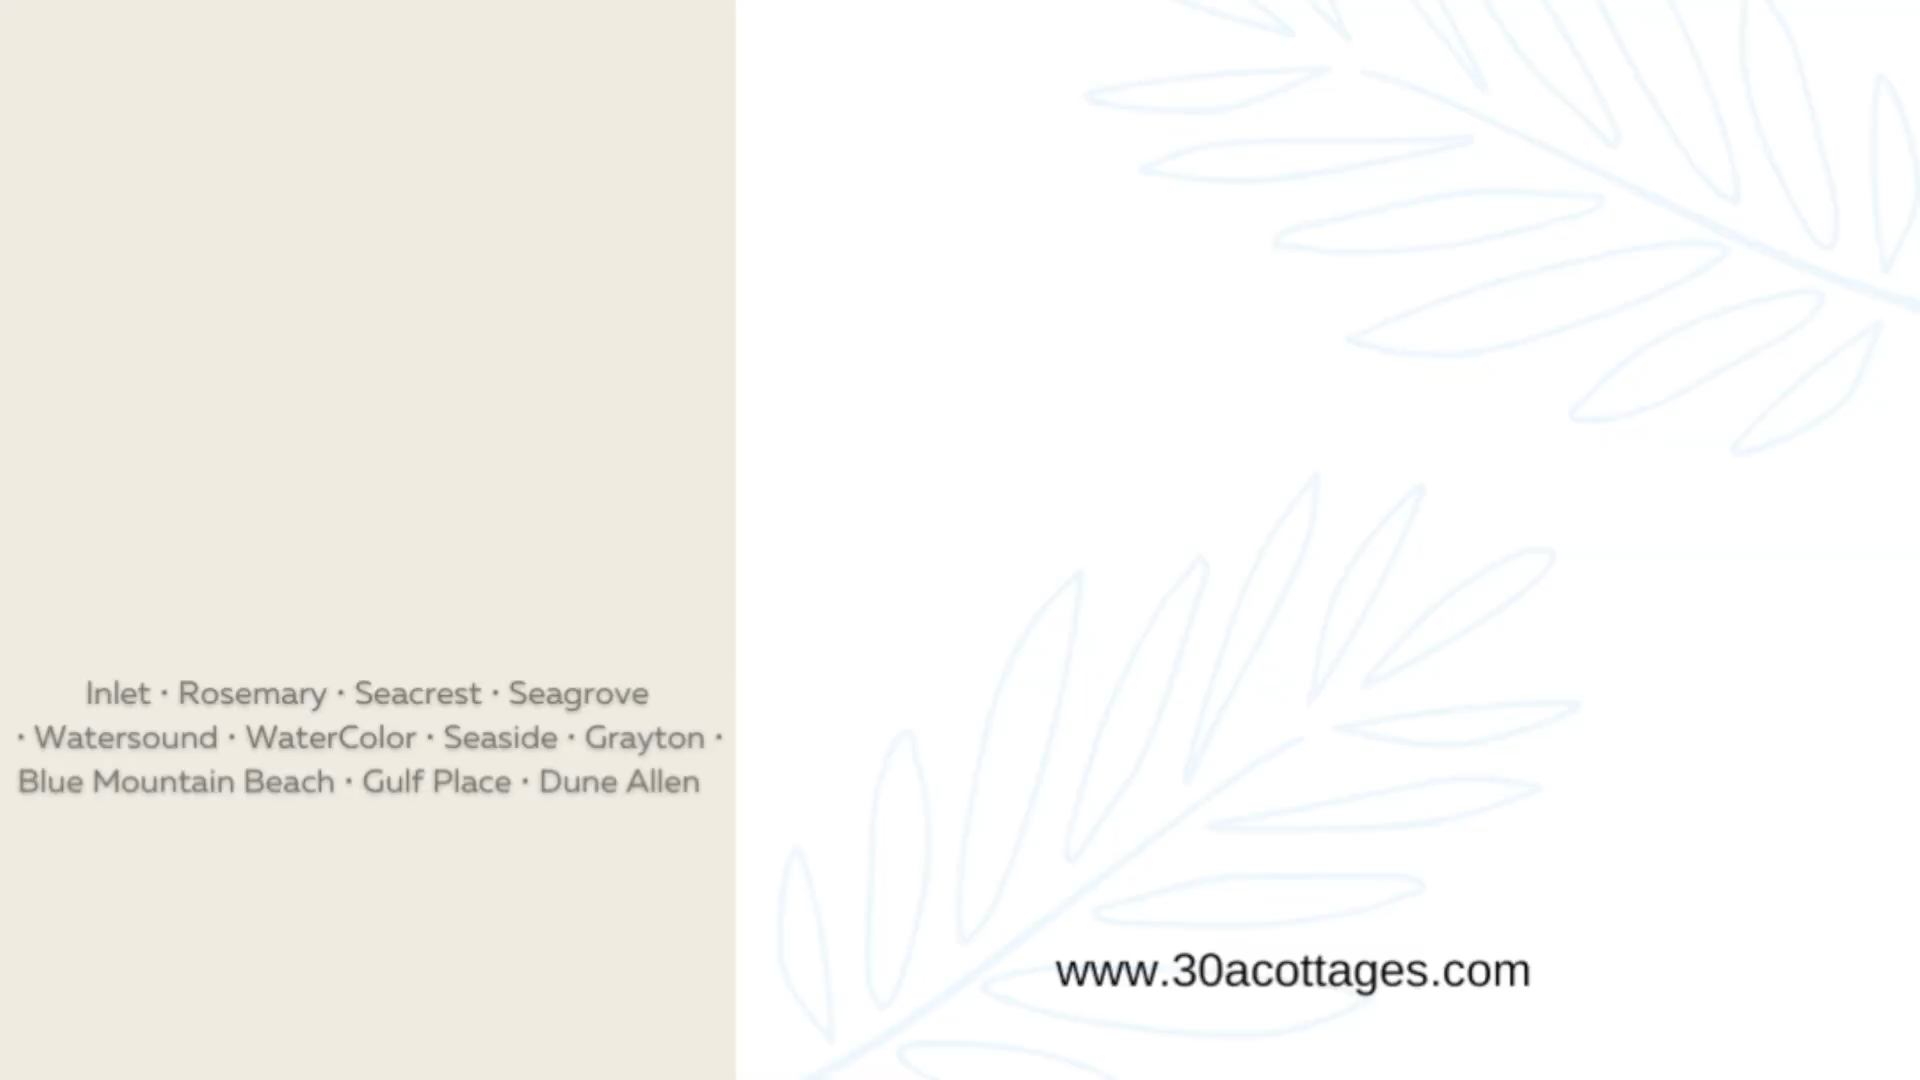 Inlet · Rosemary · Seacrest · Seagrove
· Watersound · WaterColor · Seaside · Grayton ·
Blue Mountain Beach · Gulf Place · Dune Allen
www.30acottages.com